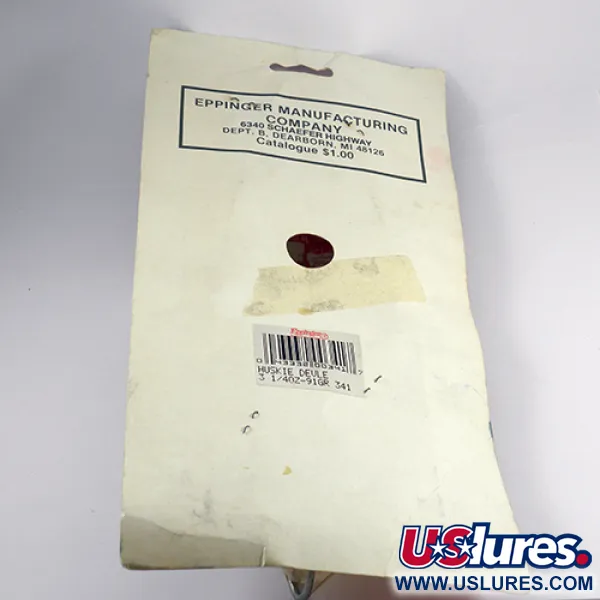 EPPINGER MANUFACTURING
COMPANY
6340 SCHAEFER HIGHWAY
DEPT. B. DEARBORN, MI 48126
Catalogue $1.00
Eppinger
HUSKIE DEVLE
3 1/4OZ-91GR 341
USlures.
WWW.USLURES.COM